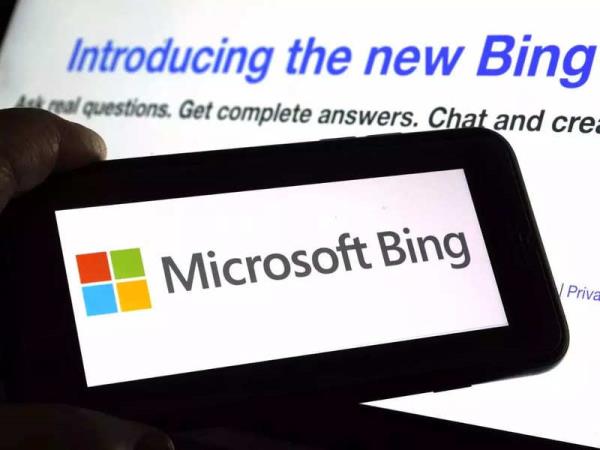 Introducing the new Bing
Ask real questions. Get complete answers. Chat and crea
Microsoft Bing
| Priva